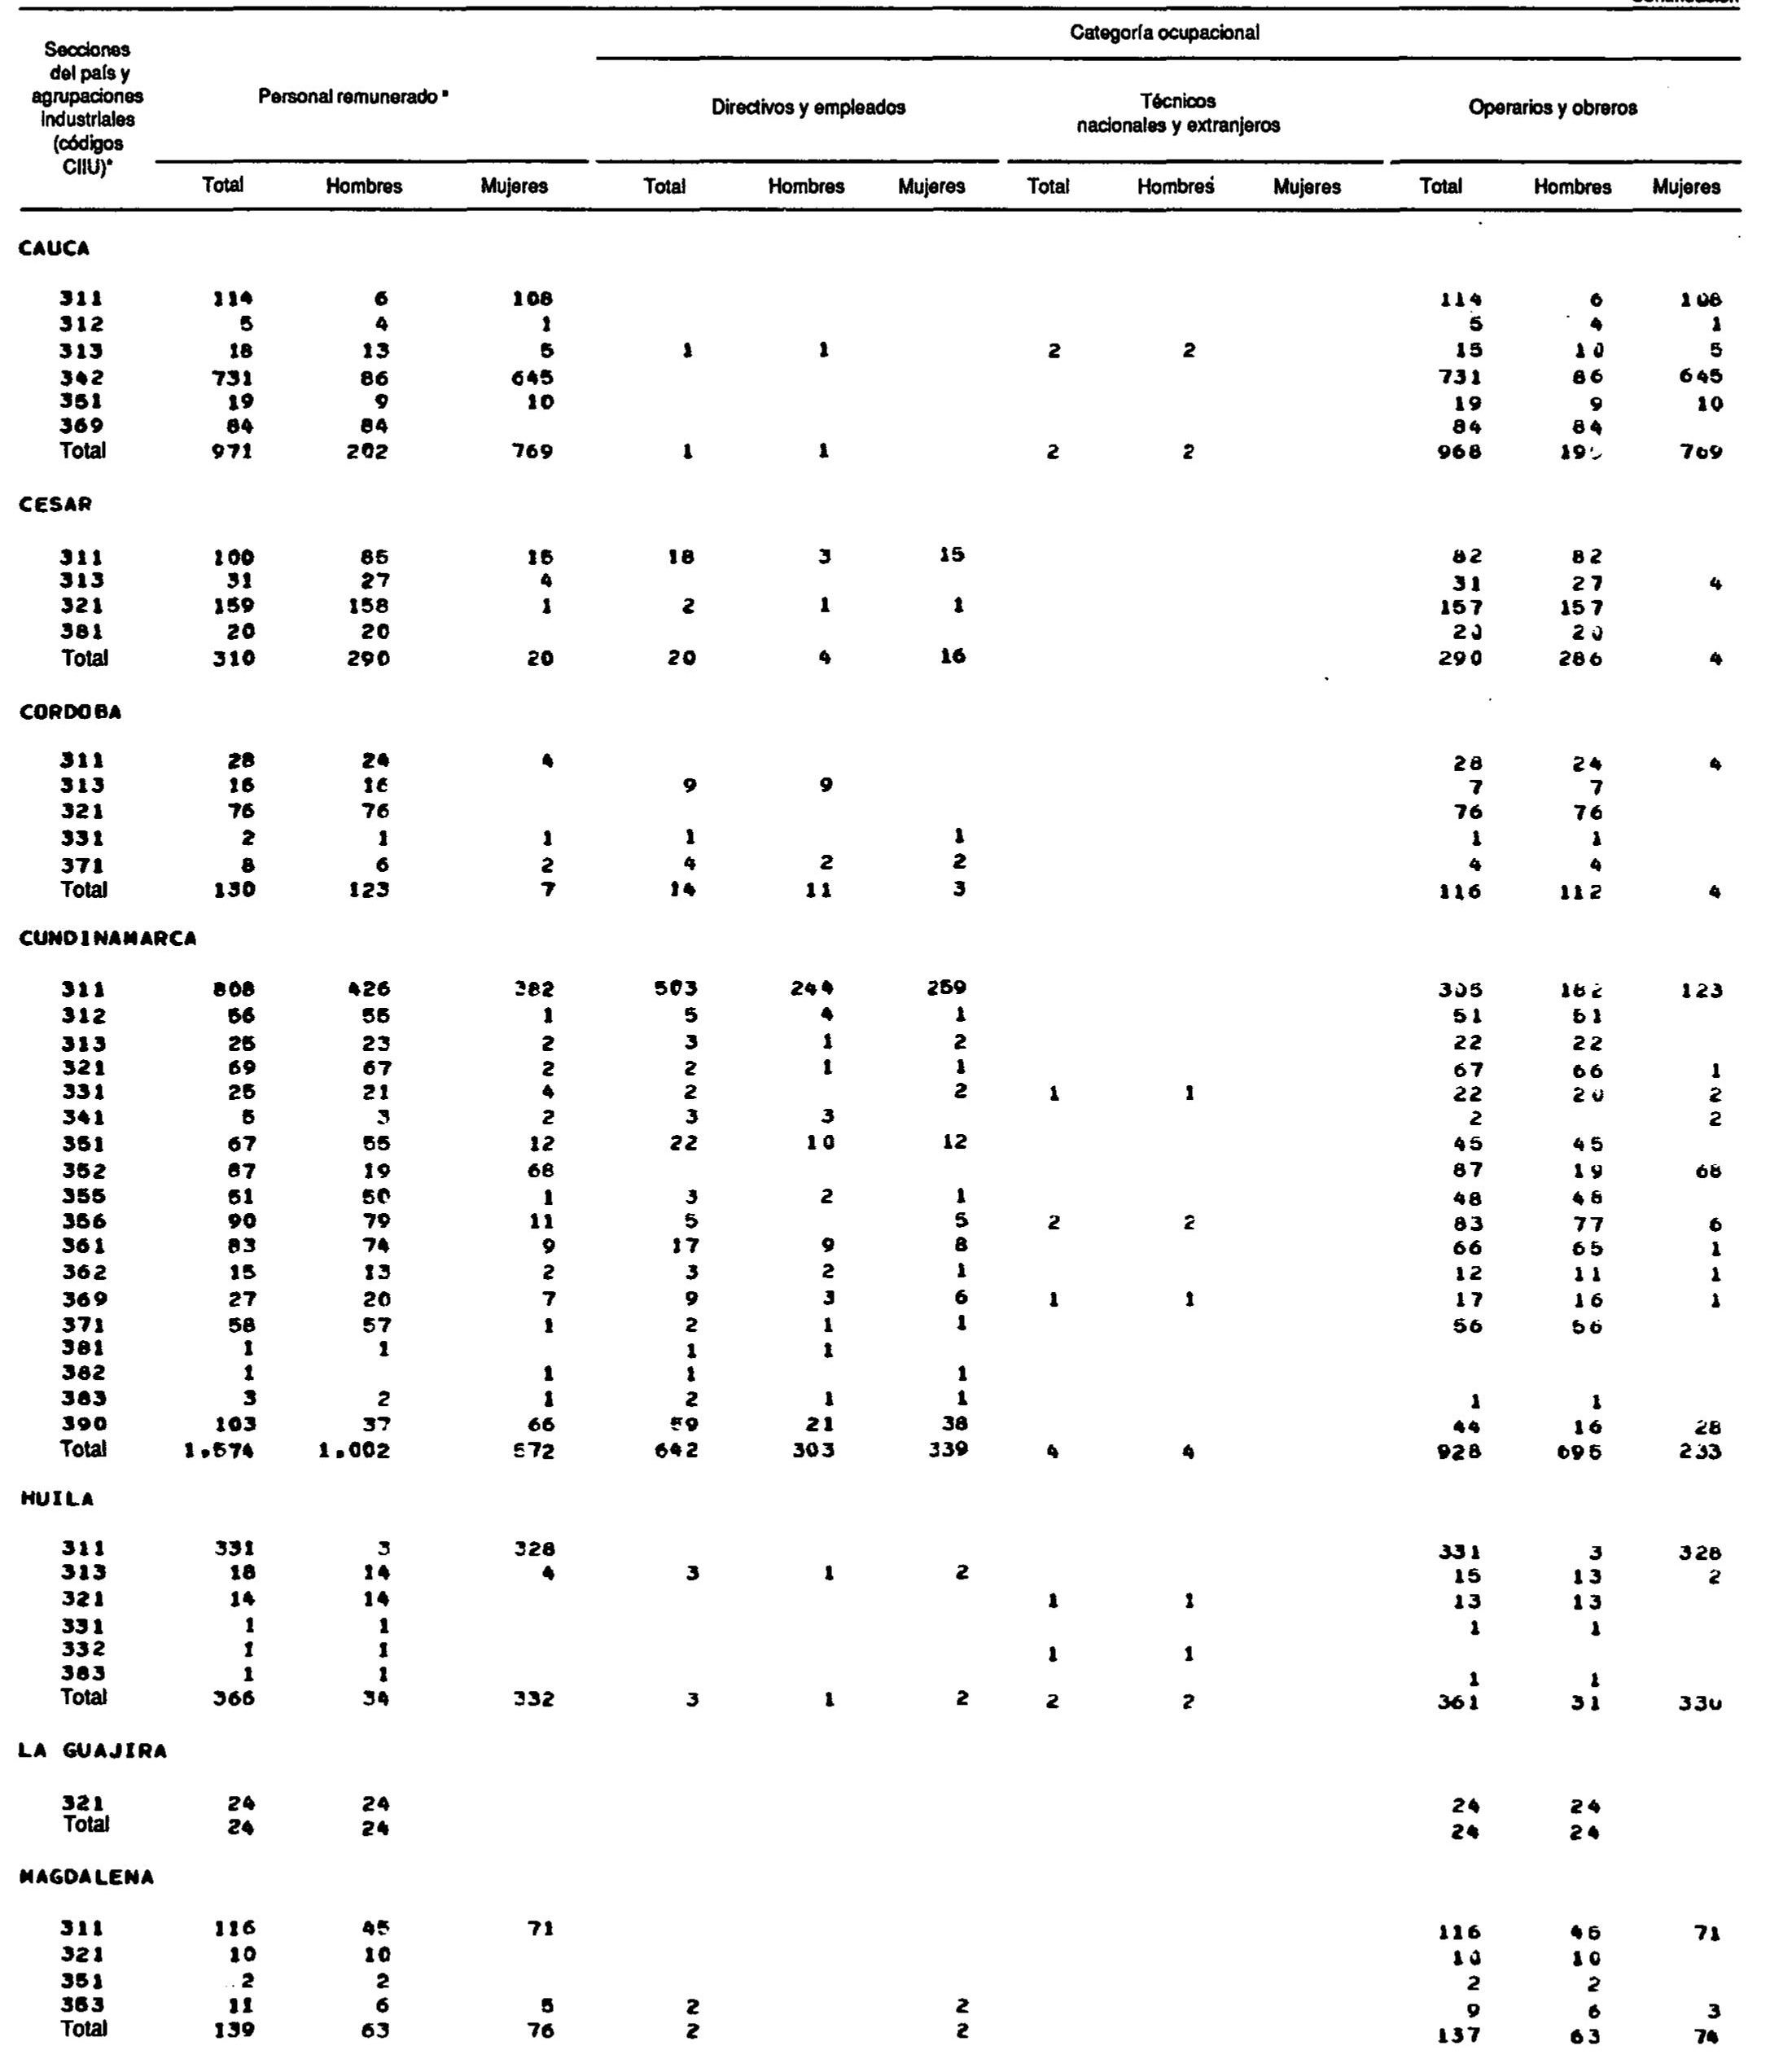 Categoría ocupacional
Secciones del país y agrupaciones industriales (códigos CIIU)*
Personal remunerado ª
Directivos y empleados
Técnicos nacionales y extranjeros
Operarios y obreros
Total Hombres Mujeres Total Hombres Mujeres Total Hombres Mujeres Total Hombres Mujeres
CAUCA
311 114 6 108 114 6 108
312 5 4 1 5 4 1
313 18 13 5 1 1 2 2 15 10 5
342 731 86 645 731 86 645
351 19 9 10 19 9 10
369 84 84 84 84
Total 971 202 769 1 1 2 2 968 769
CESAR
311 100 85 15 18 3 15 82 82
313 31 27 4 31 27 4
321 159 158 1 2 1 1 157 157
381 20 20 20 20
Total 310 290 20 20 4 16 290 286 4
CORDOBA
311 28 24 4 28 24 4
313 16 16 9 9 7 7
321 76 76 76 76
331 2 1 1 1 1 1 1
371 8 6 2 4 2 2 4 4
Total 130 123 7 14 11 3 116 112 4
CUNDINAMARCA
311 808 426 382 503 244 259 305 182 123
312 56 55 1 5 4 1 51 51
313 25 23 2 3 1 2 22 22
321 69 67 2 2 1 1 67 66 1
331 25 21 4 2 2 1 1 22 20 2
341 5 3 2 3 3 2 2
351 67 55 12 22 10 12 45 45
352 87 19 68 87 19 68
355 51 50 1 3 2 1 48 48
356 90 79 11 5 5 2 2 83 77 6
361 83 74 9 17 9 8 66 65 1
362 15 13 2 3 2 1 12 11 1
369 27 20 7 9 3 6 1 1 17 16 1
371 58 57 1 2 1 1 56 56
381 1 1 1 1
382 1 1 1 1
383 3 2 1 2 1 1 1 1
390 103 37 66 59 21 38 44 16 28
Total 1.574 1.002 572 642 303 339 4 4 928 695 233
HUILA
311 331 3 328 331 3 328
313 18 14 4 3 1 2 15 13 2
321 14 14 1 1 13 13
331 1 1 1 1
332 1 1 1 1
383 1 1 1 1
Total 366 34 332 3 1 2 2 2 361 31 330
LA GUAJIRA
321 24 24 24 24
Total 24 24 24 24
MAGDALENA
311 116 45 71 116 45 71
321 10 10 10 10
351 2 2 2 2
383 11 6 5 2 2 9 6 3
Total 139 63 76 2 2 137 63 74